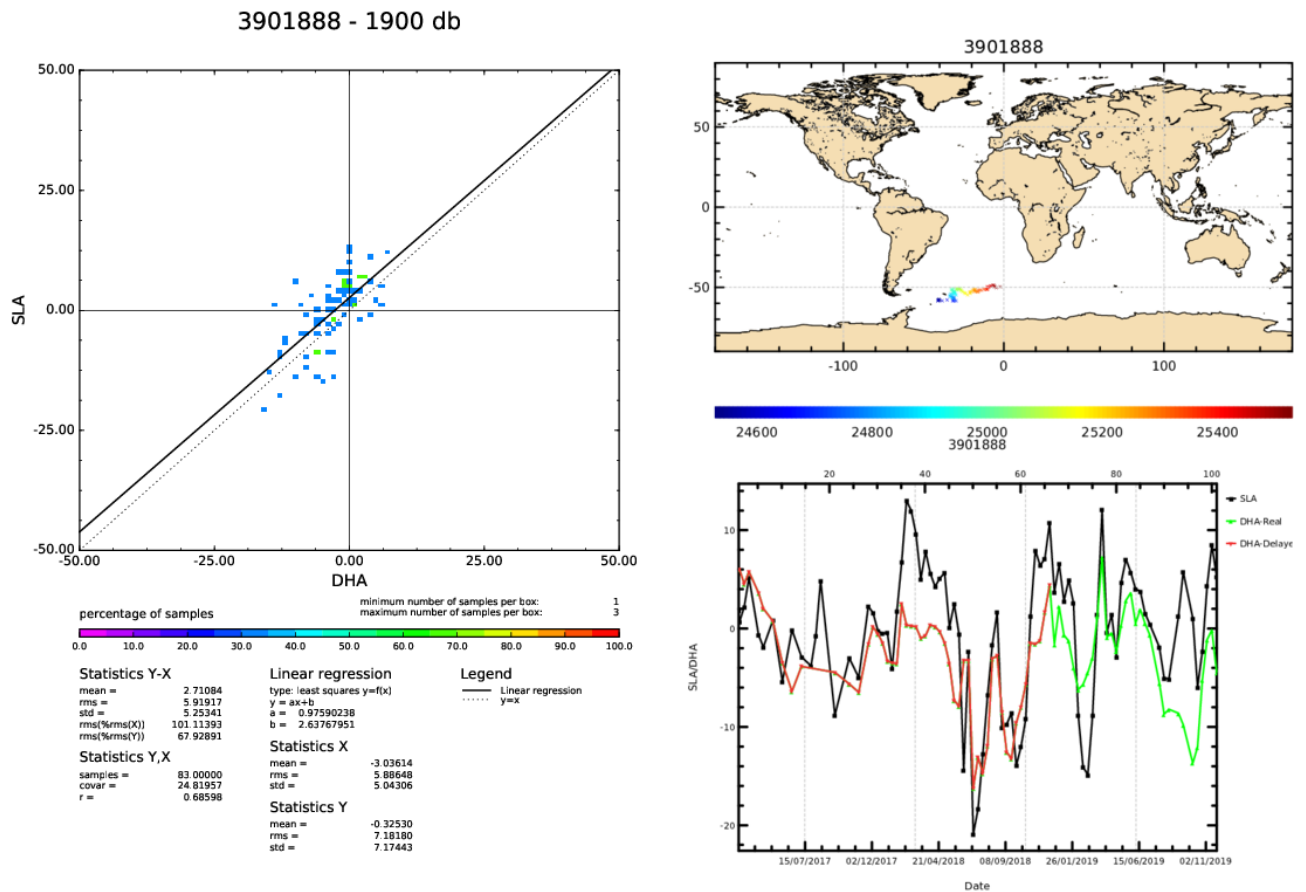 3901888 - 1900 db
50.00
25.00
0.00
-25.00
-50.00
SLA
-50.00 -25.00 0.00 25.00 50.00
DHA
percentage of samples
minimum number of samples per box: 1
maximum number of samples per box: 3
0.0 10.0 20.0 30.0 40.0 50.0 60.0 70.0 80.0 90.0 100.0
Statistics Y-X
mean = 2.71084
rms = 5.91917
std = 5.25341
rms(%rms(X)) 101.11393
rms(%rms(Y)) 67.92891
Statistics Y,X
samples = 83.00000
covar = 24.81957
r = 0.68598
Linear regression
type: least squares y=f(x)
y = ax+b
a = 0.97590238
b = 2.63767951
Statistics X
mean = -3.03614
rms = 5.88648
std = 5.04306
Statistics Y
mean = -0.32530
rms = 7.18180
std = 7.17443
Legend
Linear regression
y=x
3901888
50
0
-50
-100 0 100
24600 24800 25000 25200 25400
3901888
20 40 60 80 100
10
0
-10
-20
SLA/DHA
SLA
DHA-Real
DHA-Delaye
15/07/2017 02/12/2017 21/04/2018 08/09/2018 26/01/2019 15/06/2019 02/11/2019
Date